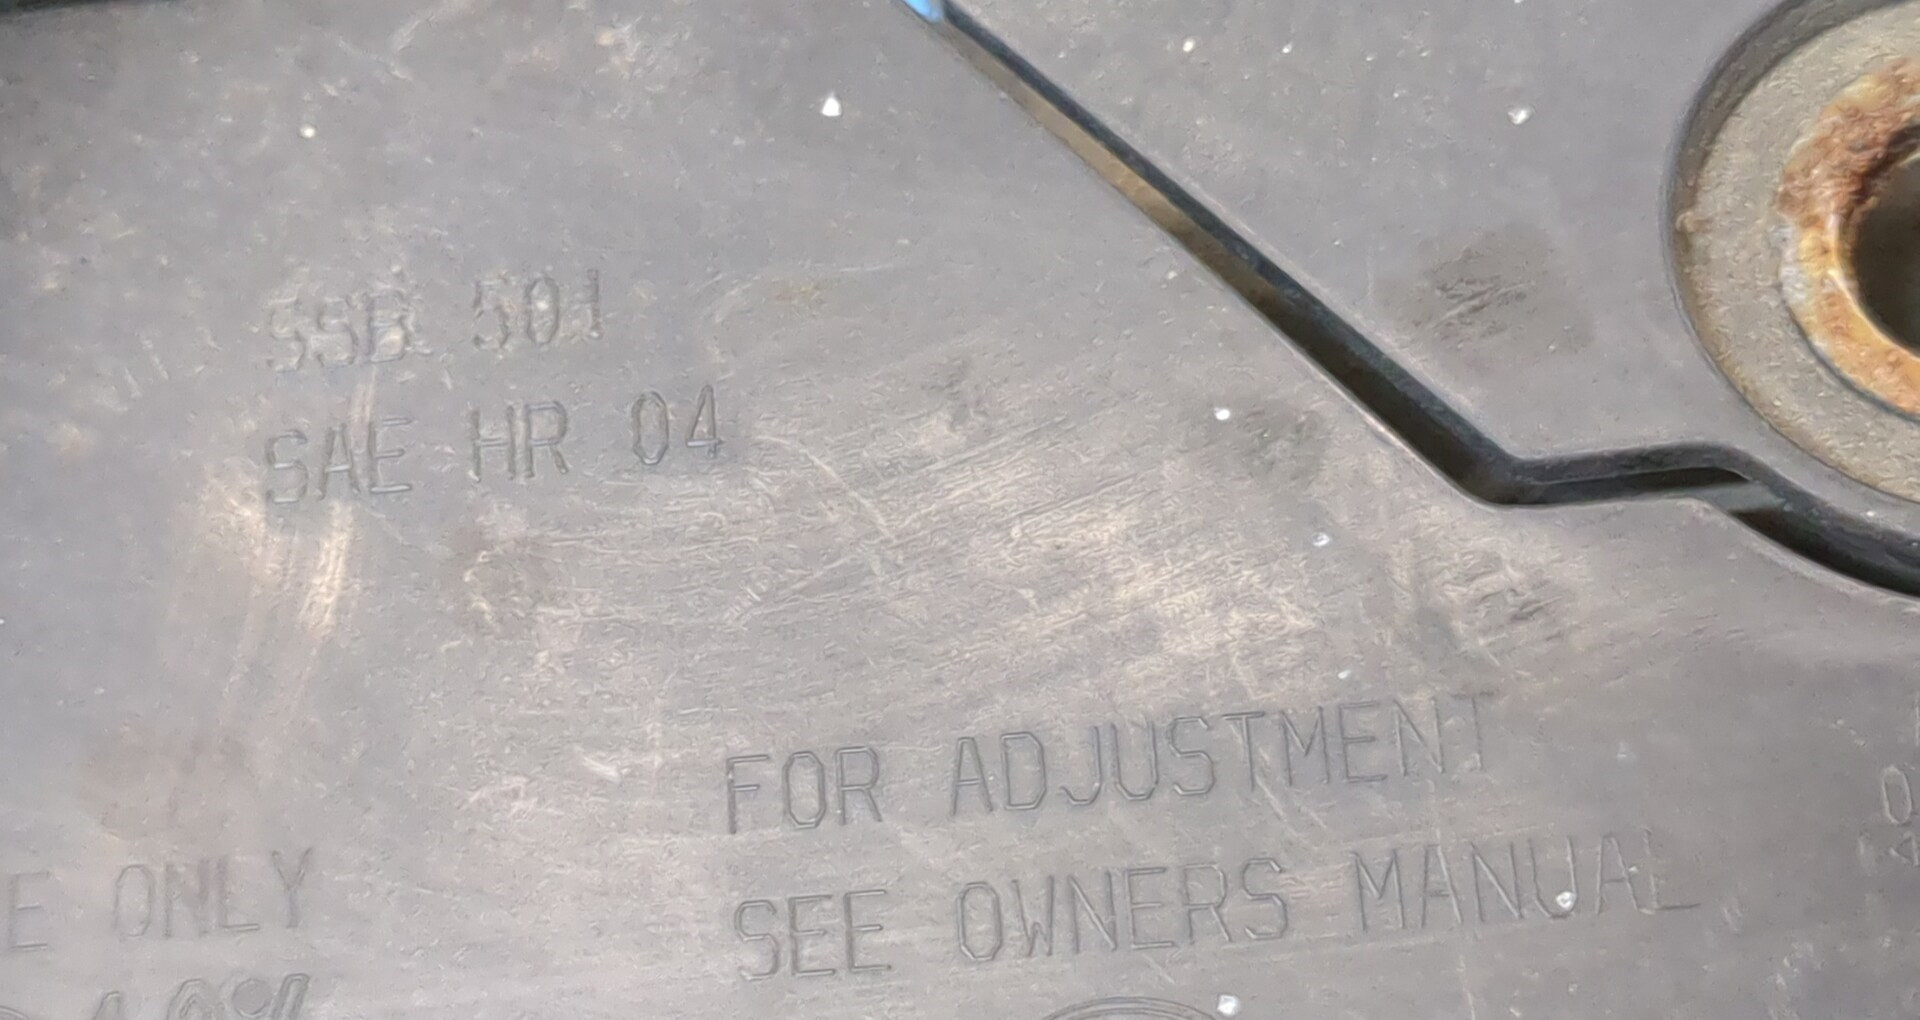 SSB 501
SAE HR 04
FOR ADJUSTMENT
SEE OWNERS MANUAL
E ONLY